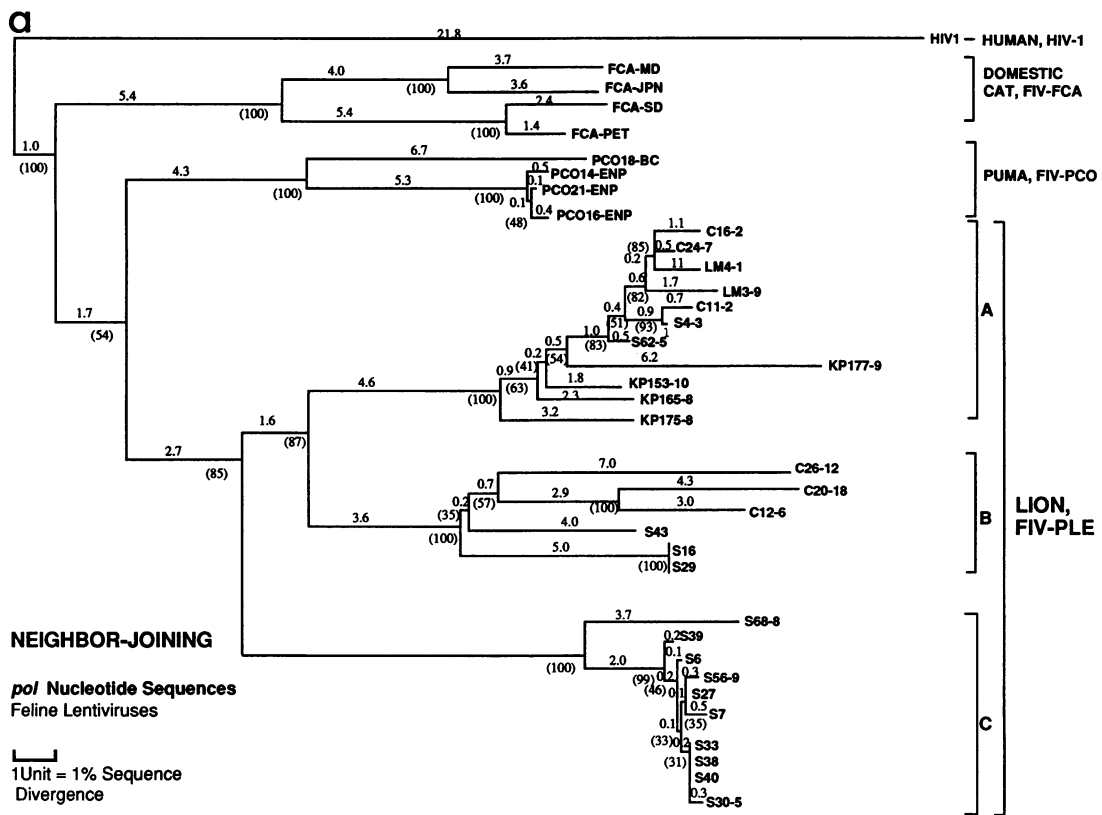 a
21.8
HIV1 – HUMAN, HIV-1
3.7
FCA-MD
4.0
(100)
3.6
FCA-JPN
5.4
(100)
2.4
FCA-SD
5.4
(100)
1.4
FCA-PET
DOMESTIC
CAT, FIV-FCA
1.0
(100)
6.7
PCO18-BC
4.3
(100)
0.5
PCO14-ENP
5.3
(100)
0.1
PCO21-ENP
0.1
(48)
0.4
PCO16-ENP
PUMA, FIV-PCO
1.7
(54)
1.1
C16-2
(85)
0.5
C24-7
0.2
11
LM4-1
0.6
(82)
1.7
LM3-9
0.7
C11-2
0.4
(51)
0.9
(93)
S4-3
1
1.0
(83)
0.5
S62-5
0.5
(54)
6.2
KP177-9
0.2
(41)
1.8
KP153-10
0.9
(63)
2.3
KP165-8
4.6
(100)
3.2
KP175-8
A
1.6
(87)
2.7
(85)
7.0
C26-12
0.7
(57)
4.3
C20-18
2.9
(100)
3.0
C12-6
0.2
(35)
4.0
S43
3.6
(100)
5.0
(100)
S16
S29
B
LION,
FIV-PLE
3.7
S68-8
(100)
0.2
S39
2.0
(99)
0.1
S6
0.2
(46)
0.3
S56-9
0.1
S27
0.5
S7
(35)
0.1
(33)
0.2
S33
(31)
S38
S40
0.3
S30-5
C
NEIGHBOR-JOINING
pol Nucleotide Sequences
Feline Lentiviruses
1Unit = 1% Sequence
Divergence